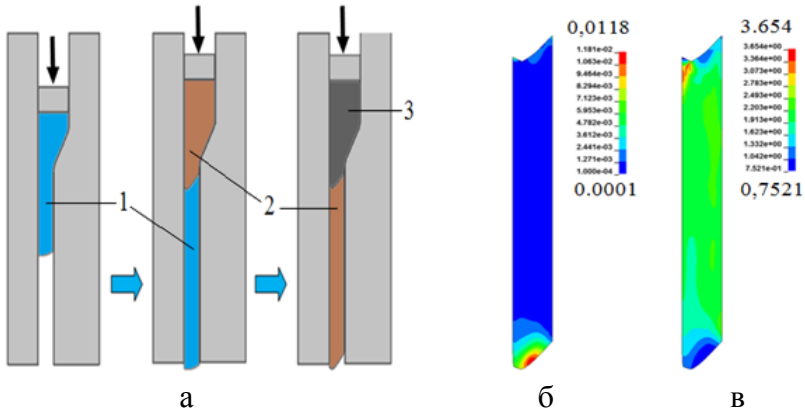 1
2
3
0,0118
1.181e-02
1.063e-02
9.464e-03
8.294e-03
7.123e-03
5.953e-03
4.782e-03
3.612e-03
2.441e-03
1.271e-03
1.000e-04
0.0001
3.654
3.654e+00
3.364e+00
3.073e+00
2.783e+00
2.493e+00
2.203e+00
1.913e+00
1.623e+00
1.332e+00
1.042e+00
7.521e-01
0,7521
а
б
в